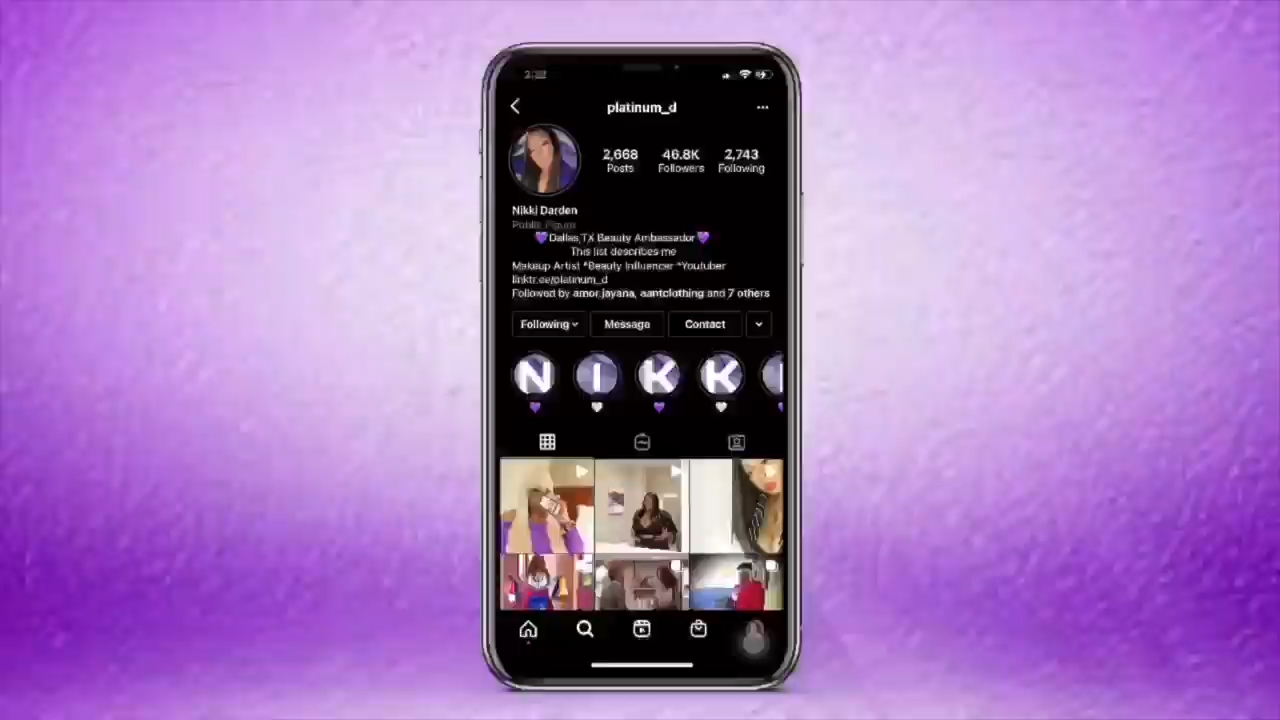 platinum_d
2,668 46.8K 2,743
Posts Followers Following
Nikki Darden
Public Figure
💜Dallas,TX Beauty Ambassador💜
This list describes me
Makeup Artist *Beauty Influencer *Youtuber
linktr.ee/platinum_d
Followed by amor.jayana, aantclothing and 7 others
Following Message Contact
N I K K I